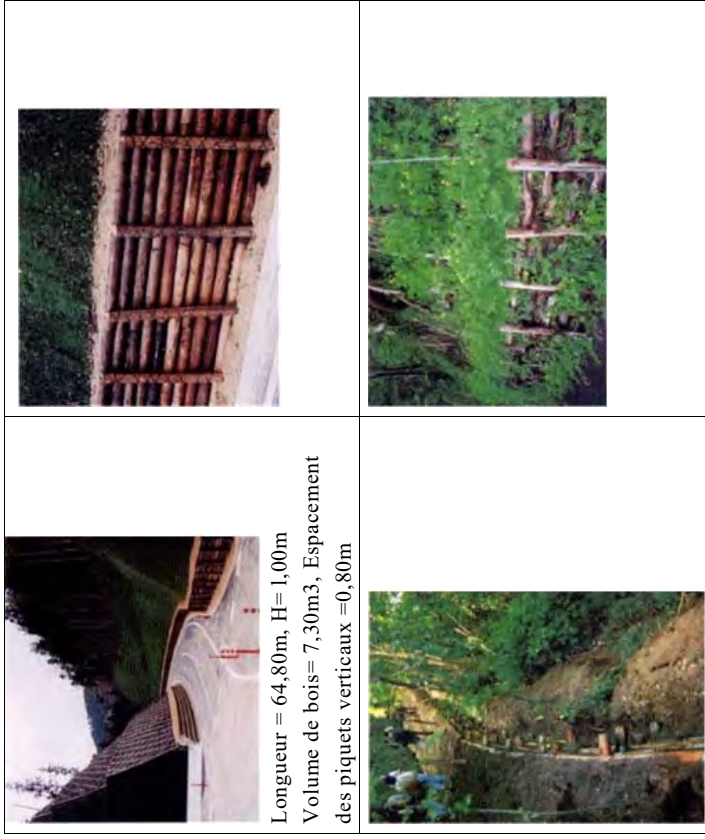 Longueur = 64,80m, H= 1,00m
Volume de bois= 7,30m3, Espacement
des piquets verticaux =0,80m